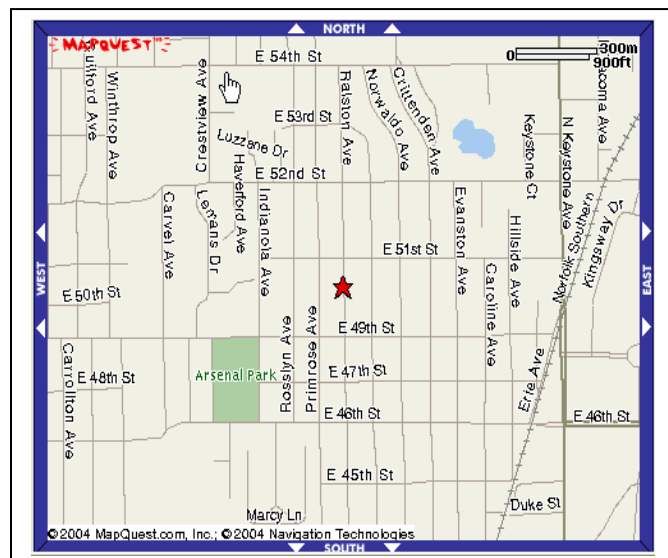 NORTH
MAPQUEST
E 54th St
0
300m
900ft
Guilford Ave
Winthrop Ave
Crestview Ave
Ralston Ave
Norwaldo Ave
Crittenden Ave
E 53rd St
Luzzane Dr
Haverford Ave
Keystone Ct
N Keystone Ave
E 52nd St
Carvel Ave
Lemans Dr
Indianola Ave
Evanston Ave
Hillside Ave
Norfolk Southern
Kingsway Dr
E 51st St
WEST
EAST
E 50th St
Caroline Ave
E 49th St
Rosslyn Ave
Primrose Ave
Carrollton Ave
E 48th St
Arsenal Park
E 47th St
Erie Ave
E 46th St
E 46th St
E 45th St
Duke St
Marcy Ln
©2004 MapQuest.com, Inc.; ©2004 Navigation Technologies
SOUTH